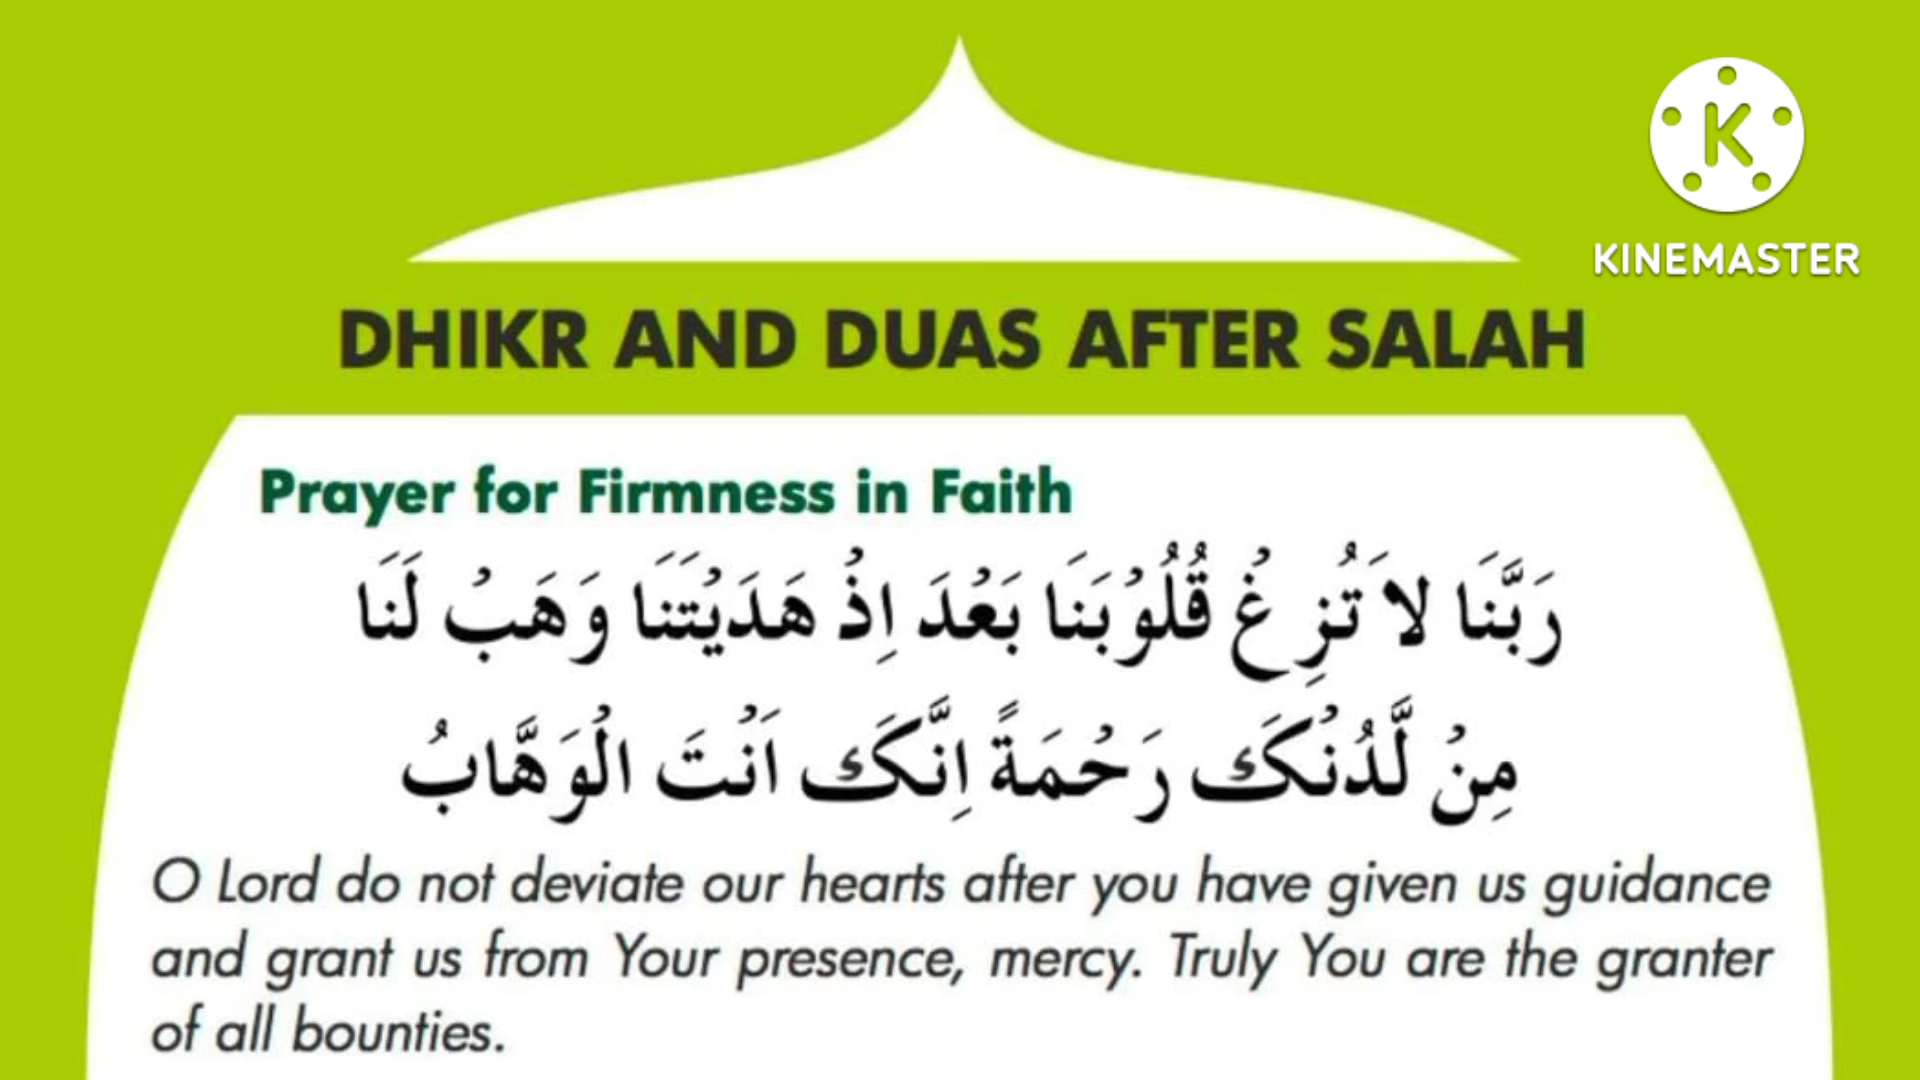 K
KINEMASTER
DHIKR AND DUAS AFTER SALAH
Prayer for Firmness in Faith
رَبَّنَا لاَ تُزِغْ قُلُوْبَنَا بَعْدَ اِذْ هَدَيْتَنَا وَهَبْ لَنَا
مِنْ لَّدُنْكَ رَحْمَةً اِنَّكَ اَنْتَ الْوَهَّابُ
O Lord do not deviate our hearts after you have given us guidance
and grant us from Your presence, mercy. Truly You are the granter
of all bounties.